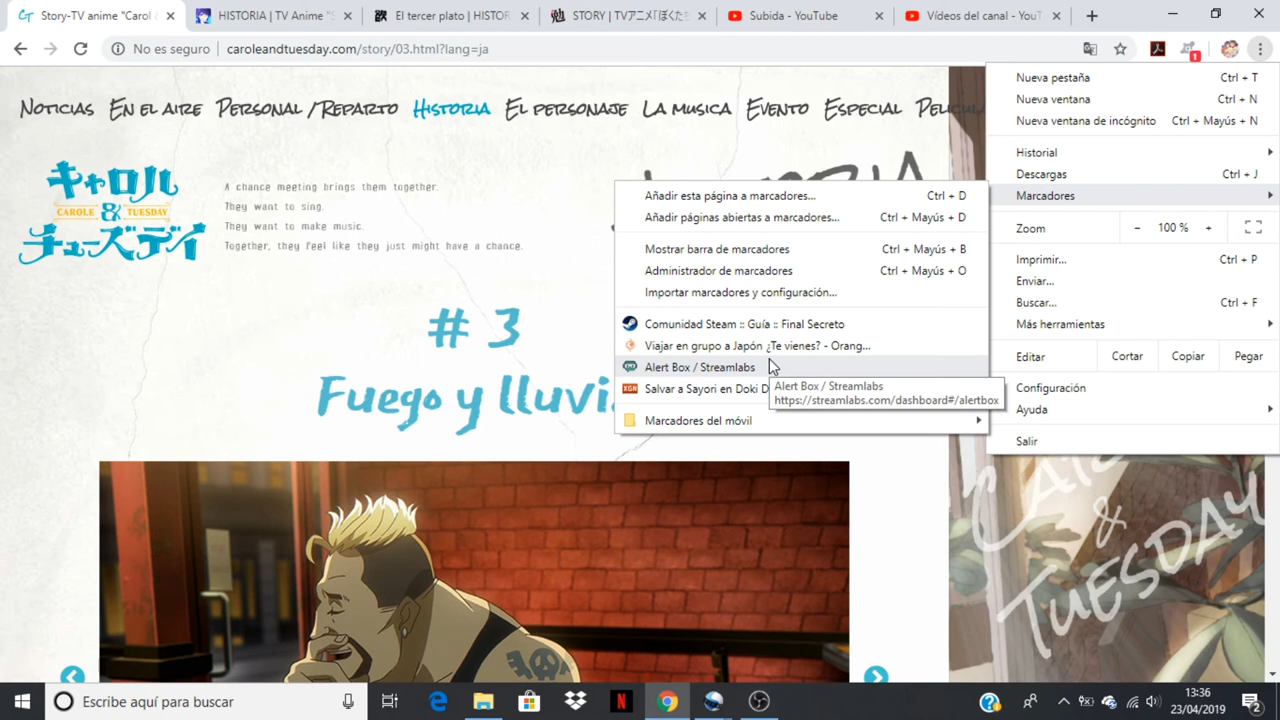 Story-TV anime "Carol &
HISTORIA | TV Anime "
El tercer plato | HISTOR
STORY | TVアニメ「ぼくたち
Subida - YouTube
Vídeos del canal - YouT
No es seguro
caroleandtuesday.com/story/03.html?lang=ja
1
Noticias En el aire Personal /Reparto Historia El personaje La musica Evento Especial Película
キャロル
CAROLE & TUESDAY
チューズデイ
A chance meeting brings them together.
They want to sing.
They want to make music.
Together, they feel like they just might have a chance.
# 3
Fuego y lluvi
Nueva pestaña Ctrl + T
Nueva ventana Ctrl + N
Nueva ventana de incógnito Ctrl + Mayús + N
Historial
Descargas Ctrl + J
Marcadores
Zoom - 100 % +
Imprimir... Ctrl + P
Enviar...
Buscar... Ctrl + F
Más herramientas
Editar Cortar Copiar Pegar
Configuración
Ayuda
Salir
Añadir esta página a marcadores... Ctrl + D
Añadir páginas abiertas a marcadores... Ctrl + Mayús + D
Mostrar barra de marcadores Ctrl + Mayús + B
Administrador de marcadores Ctrl + Mayús + O
Importar marcadores y configuración...
Comunidad Steam :: Guía :: Final Secreto
Viajar en grupo a Japón ¿Te vienes? - Orang...
Alert Box / Streamlabs
XGN Salvar a Sayori en Doki D
Marcadores del móvil
Alert Box / Streamlabs
https://streamlabs.com/dashboard#/alertbox
&
TUESDAY
Escribe aquí para buscar
13:36
23/04/2019
2